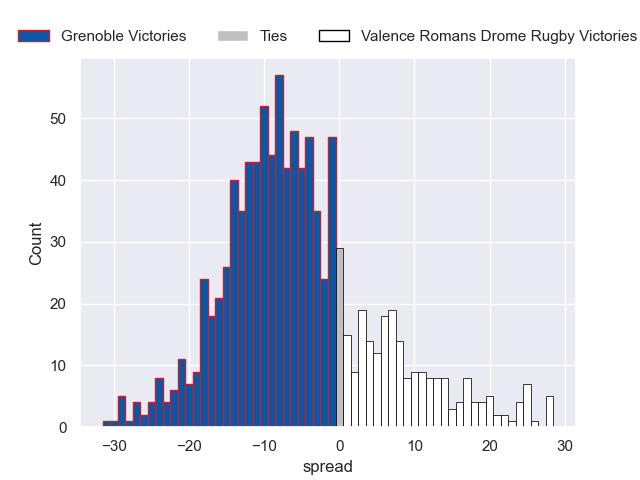 Grenoble Victories Ties Valence Romans Drome Rugby Victories
50
40
30
20
10
0
Count
−30 −20 −10 0 10 20 30
spread